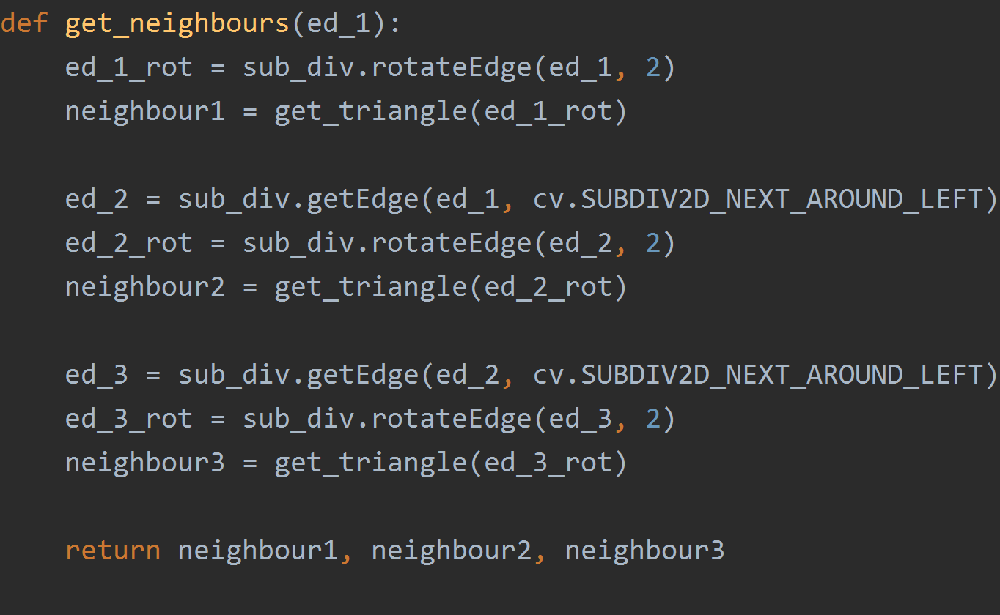 def get_neighbours(ed_1):
    ed_1_rot = sub_div.rotateEdge(ed_1, 2)
    neighbour1 = get_triangle(ed_1_rot)

    ed_2 = sub_div.getEdge(ed_1, cv.SUBDIV2D_NEXT_AROUND_LEFT)
    ed_2_rot = sub_div.rotateEdge(ed_2, 2)
    neighbour2 = get_triangle(ed_2_rot)

    ed_3 = sub_div.getEdge(ed_2, cv.SUBDIV2D_NEXT_AROUND_LEFT)
    ed_3_rot = sub_div.rotateEdge(ed_3, 2)
    neighbour3 = get_triangle(ed_3_rot)

    return neighbour1, neighbour2, neighbour3